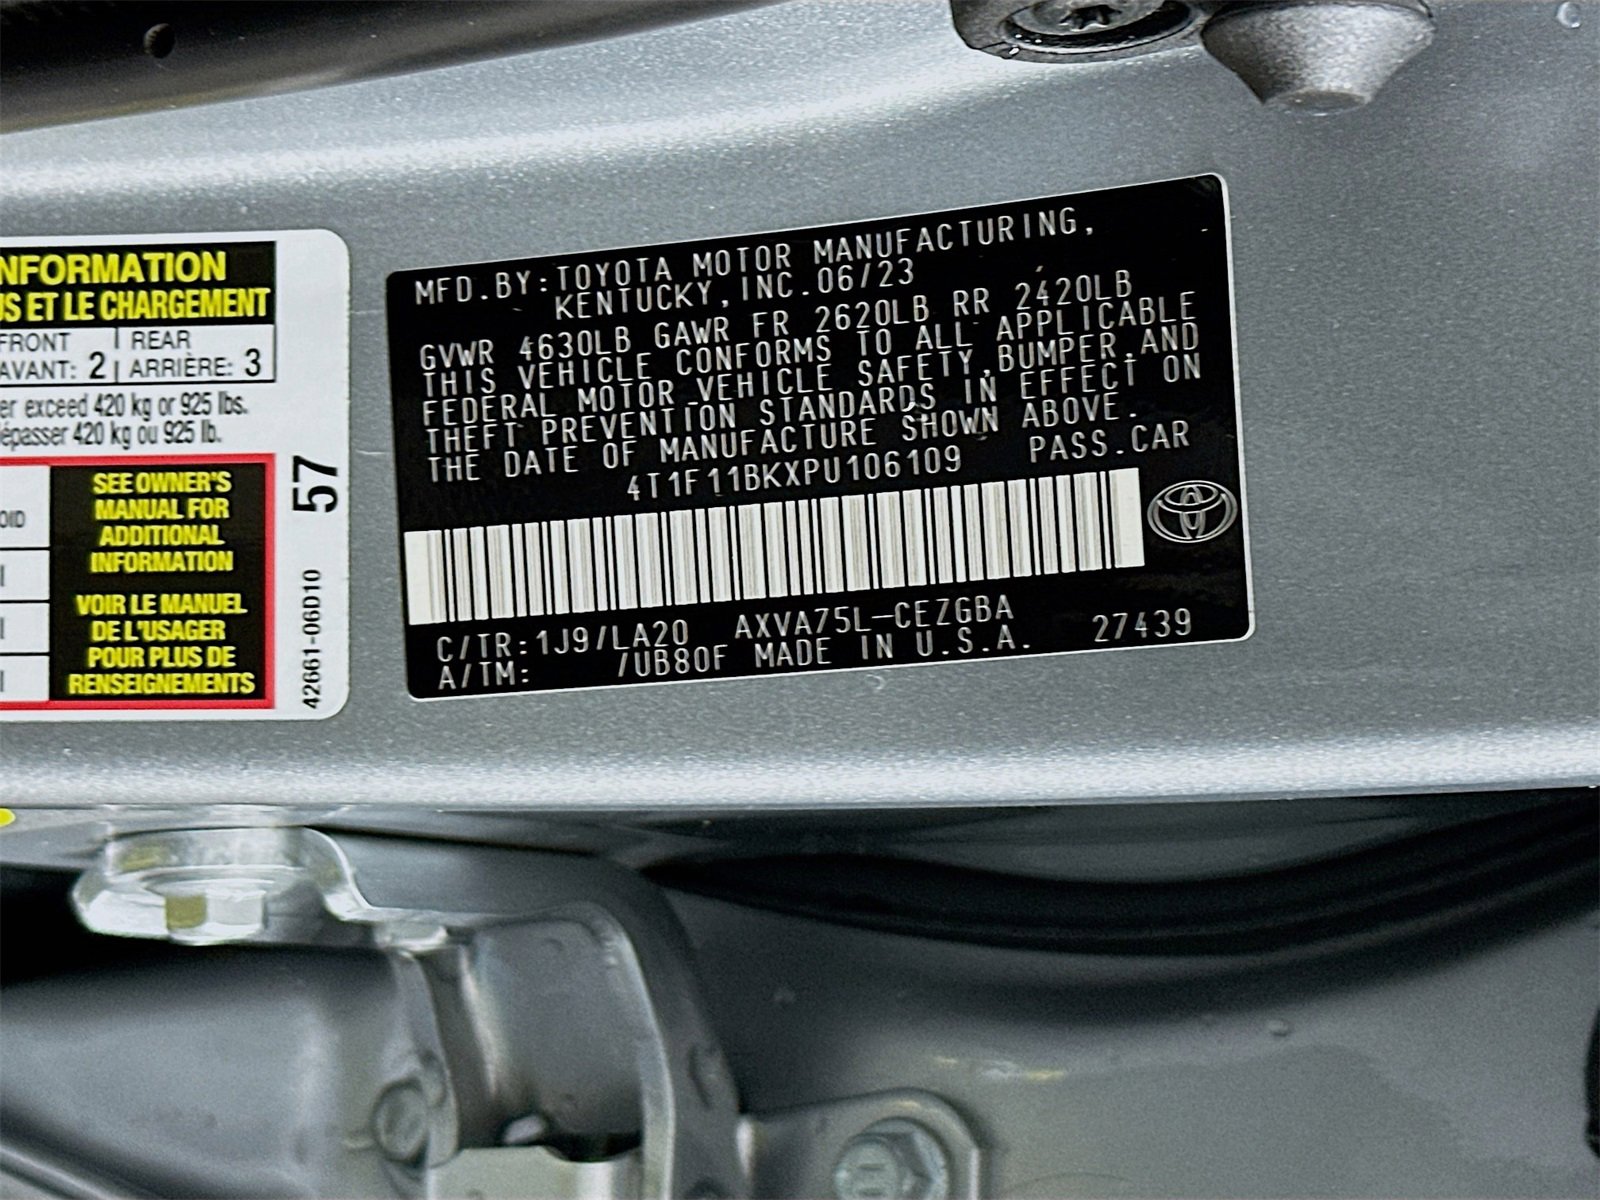 NFORMATION
US ET LE CHARGEMENT
FRONT | REAR
AVANT: 2 | ARRIÈRE: 3
er exceed 420 kg or 925 lbs.
dépasser 420 kg ou 925 lb.
SEE OWNER'S
MANUAL FOR
ADDITIONAL
INFORMATION
VOIR LE MANUEL
DE L'USAGER
POUR PLUS DE
RENSEIGNEMENTS
OID
57
42661-06D10
MFD.BY:TOYOTA MOTOR MANUFACTURING,
KENTUCKY,INC.06/23
GVWR 4630LB GAWR FR 2620LB RR 2420LB
THIS VEHICLE CONFORMS TO ALL APPLICABLE
FEDERAL MOTOR VEHICLE SAFETY,BUMPER,AND
THEFT PREVENTION STANDARDS IN EFFECT ON
THE DATE OF MANUFACTURE SHOWN ABOVE.
4T1F11BKXPU106109 PASS.CAR
C/TR:1J9/LA20 AXVA75L-CEZGBA 27439
A/TM: /UB80F MADE IN U.S.A.